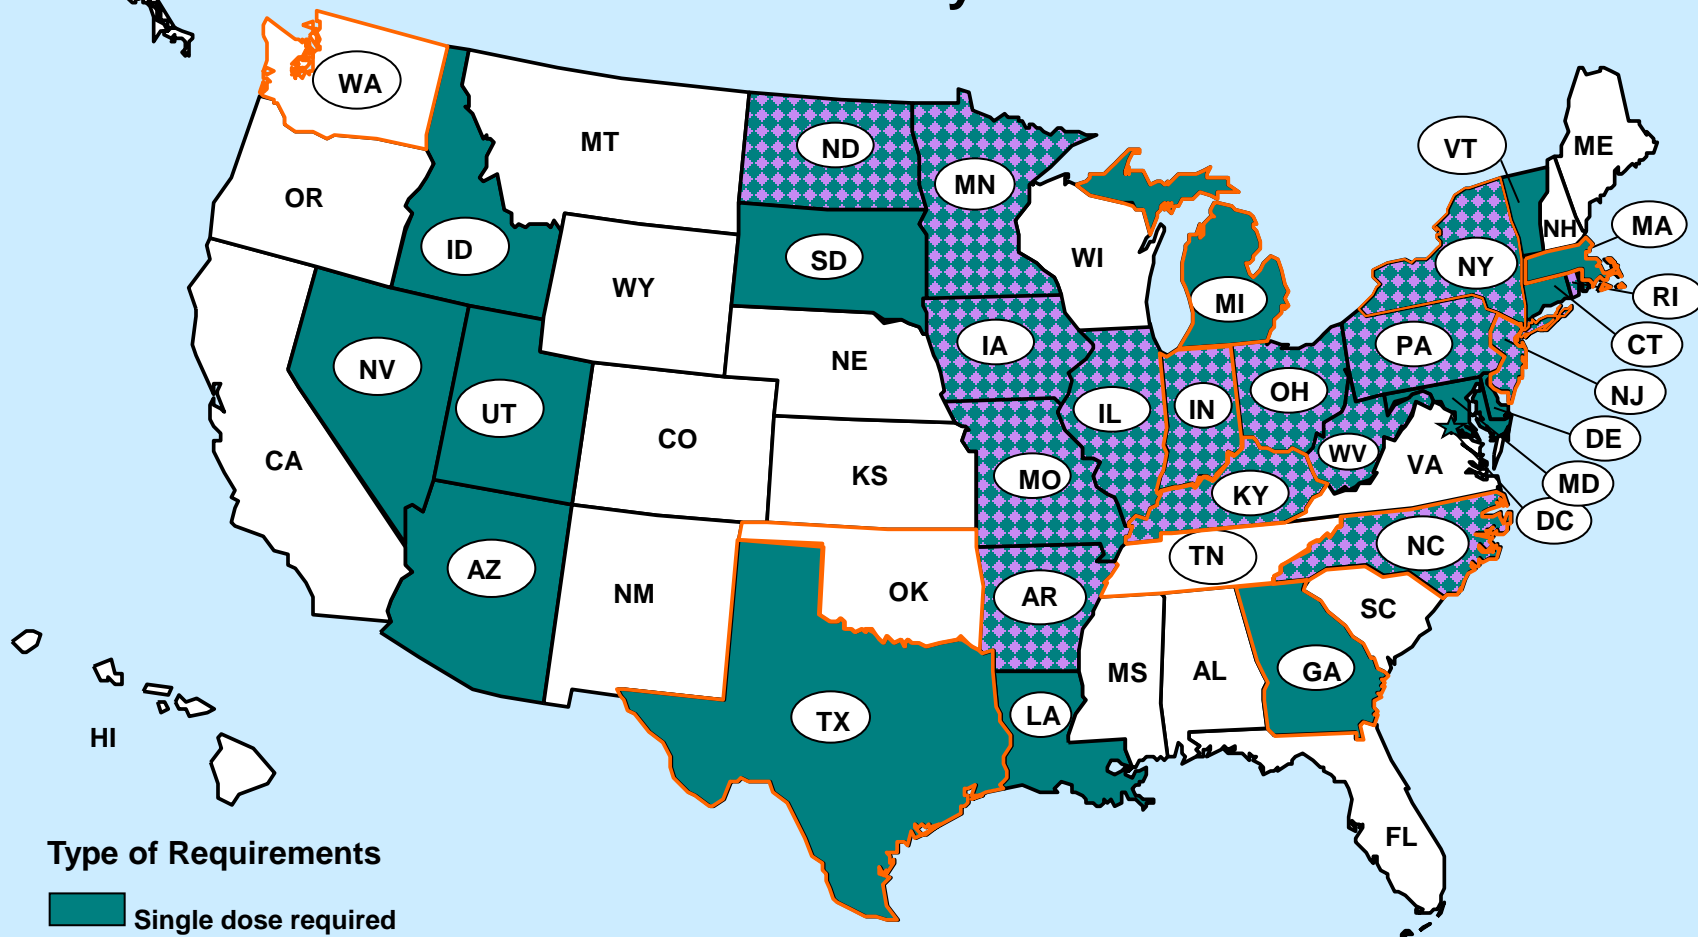 WA
MT
ND
MN
VT
ME
OR
ID
SD
WI
NH
MA
NY
WY
MI
RI
NV
UT
NE
IA
PA
CT
NJ
CA
CO
KS
MO
IL
IN
OH
WV
VA
DE
MD
DC
KY
AZ
NM
OK
AR
TN
NC
SC
HI
TX
LA
MS
AL
GA
FL
Type of Requirements
Single dose required